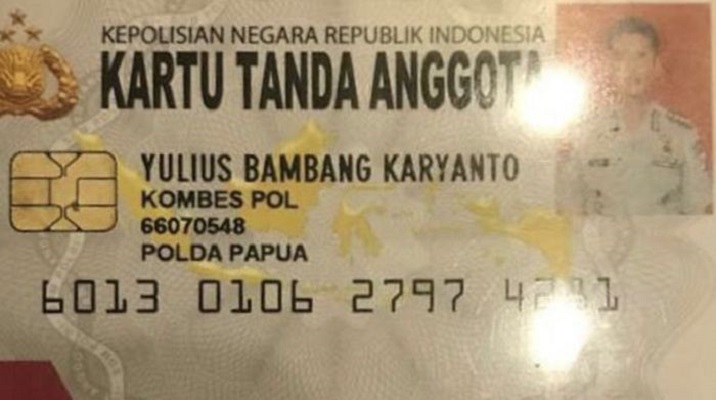 KEPOLISIAN NEGARA REPUBLIK INDONESIA
KARTU TANDA ANGGOTA
YULIUS BAMBANG KARYANTO
KOMBES POL
66070548
POLDA PAPUA
6013 0106 2797